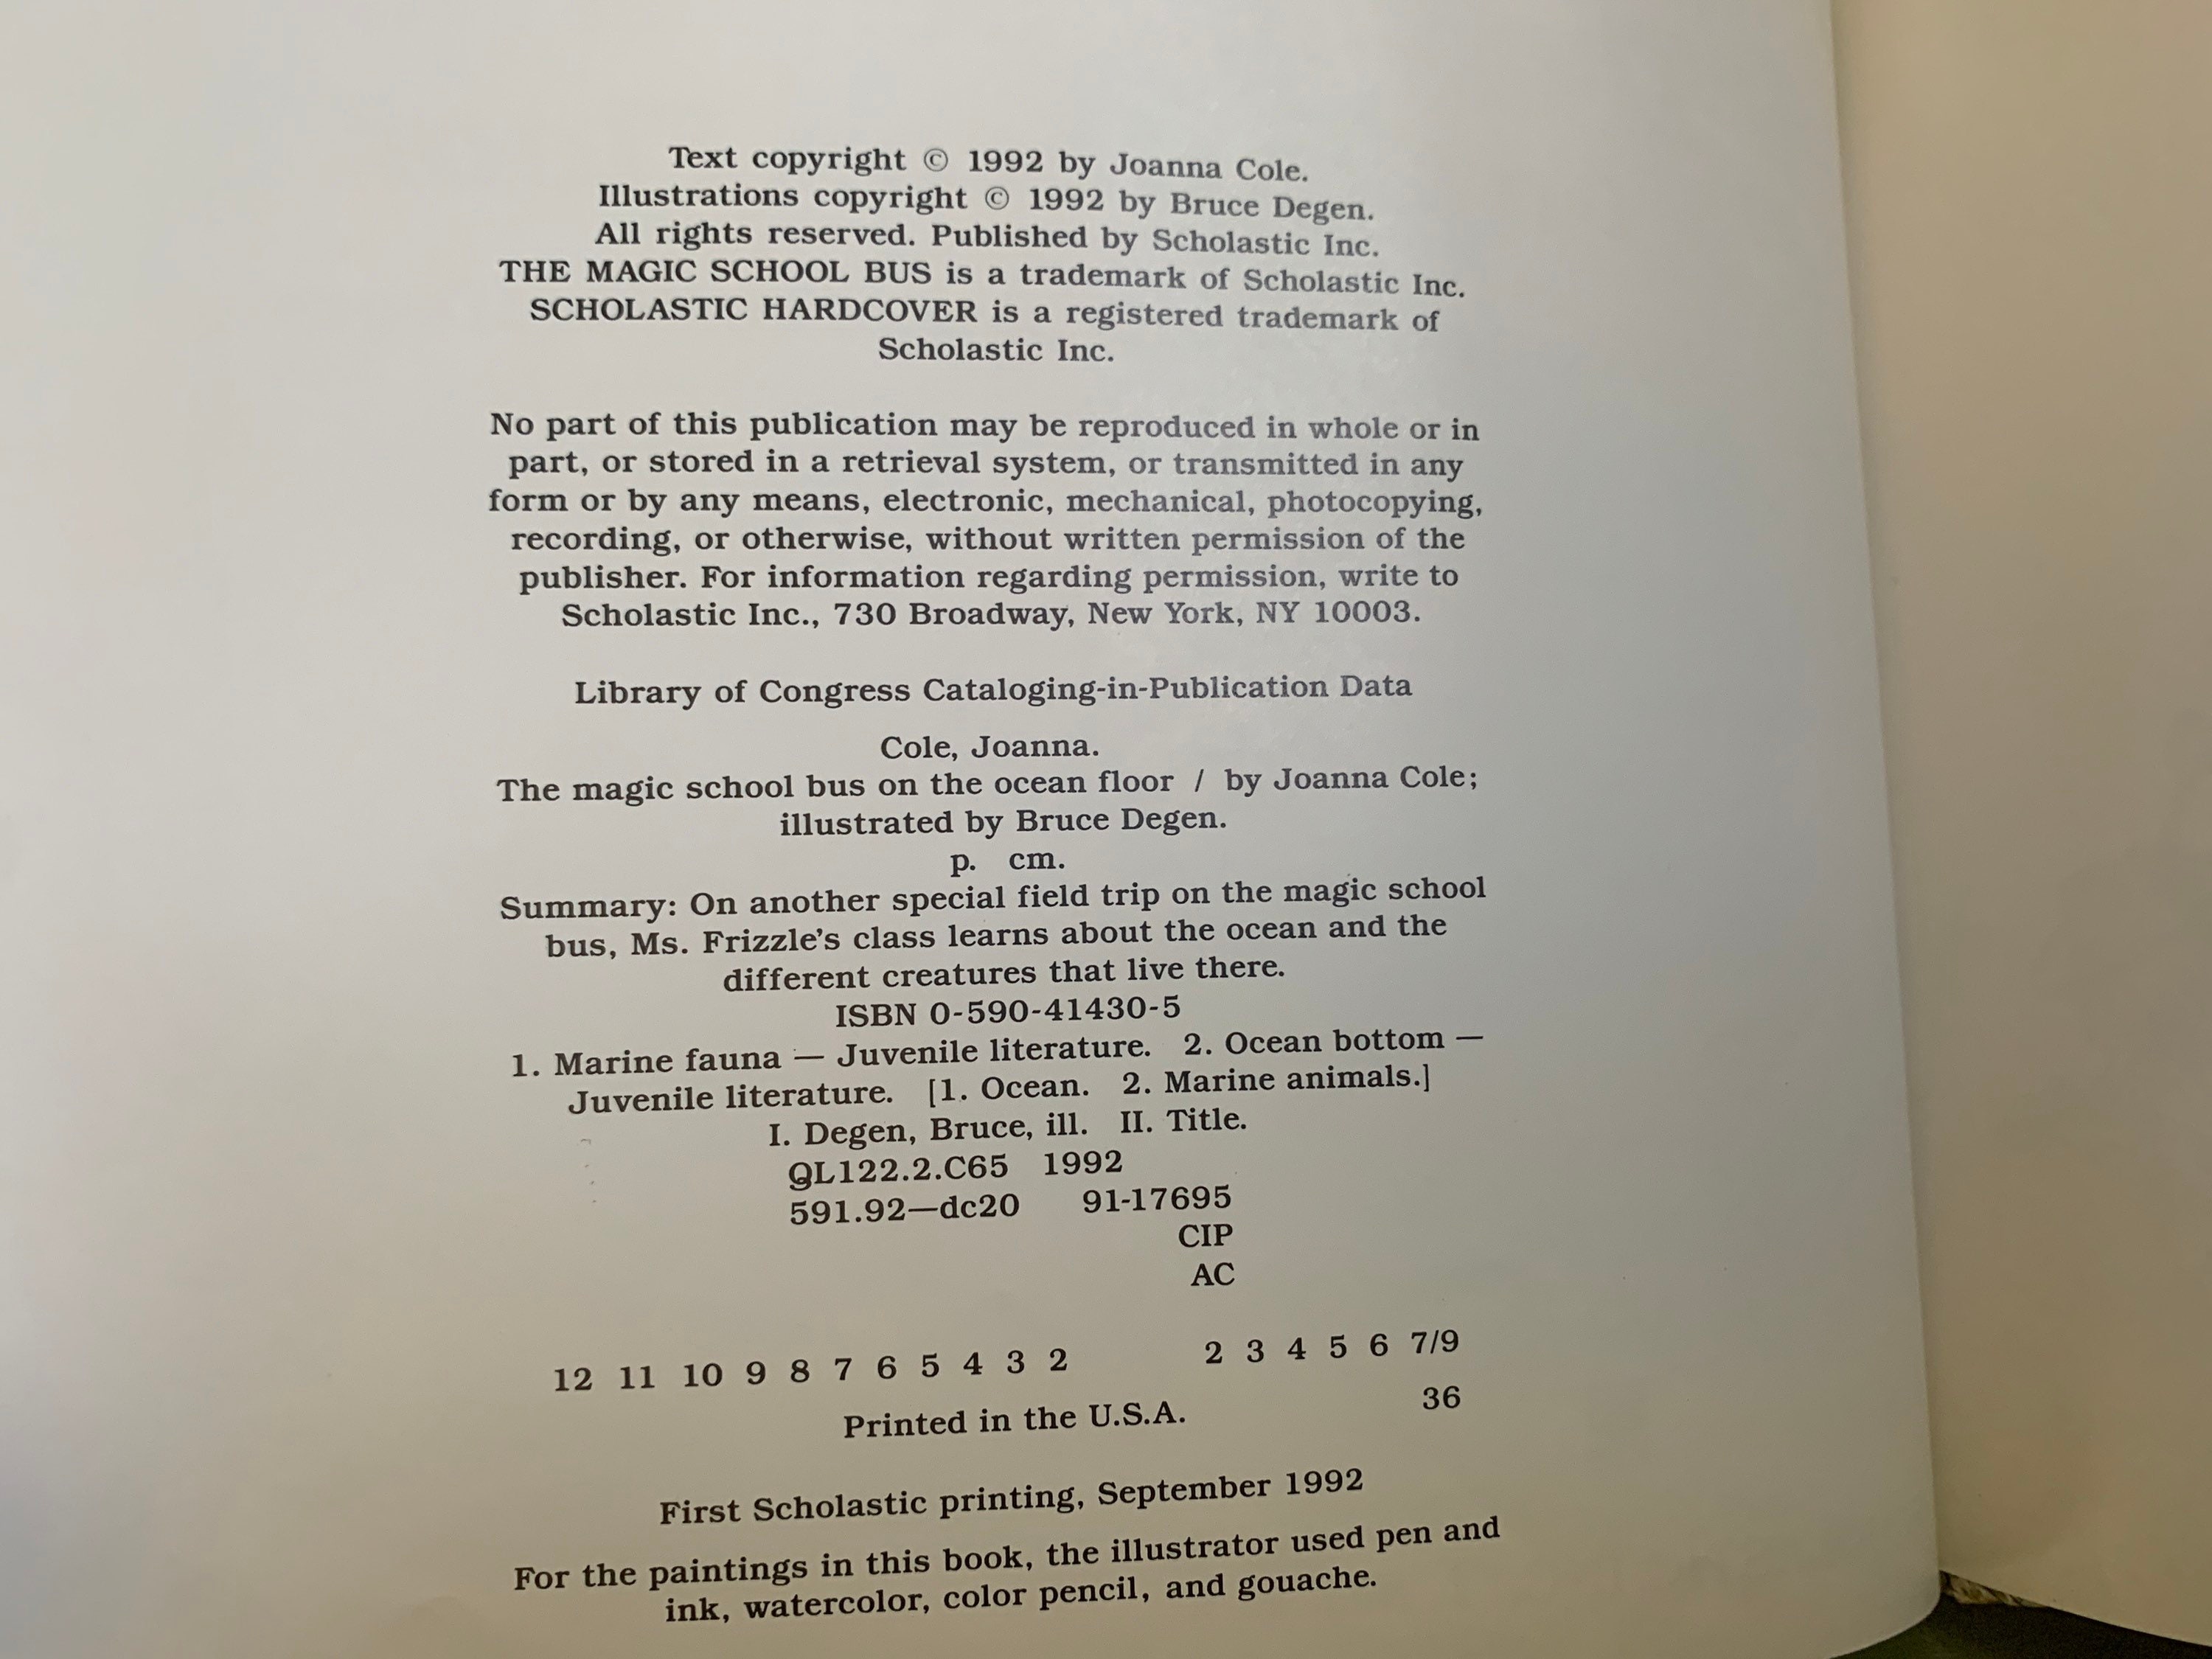 Text copyright © 1992 by Joanna Cole.
Illustrations copyright © 1992 by Bruce Degen.
All rights reserved. Published by Scholastic Inc.
THE MAGIC SCHOOL BUS is a trademark of Scholastic Inc.
SCHOLASTIC HARDCOVER is a registered trademark of
Scholastic Inc.
No part of this publication may be reproduced in whole or in
part, or stored in a retrieval system, or transmitted in any
form or by any means, electronic, mechanical, photocopying,
recording, or otherwise, without written permission of the
publisher. For information regarding permission, write to
Scholastic Inc., 730 Broadway, New York, NY 10003.
Library of Congress Cataloging-in-Publication Data
Cole, Joanna.
The magic school bus on the ocean floor / by Joanna Cole;
illustrated by Bruce Degen.
p. cm.
Summary: On another special field trip on the magic school
bus, Ms. Frizzle's class learns about the ocean and the
different creatures that live there.
ISBN 0-590-41430-5
1. Marine fauna — Juvenile literature. 2. Ocean bottom —
Juvenile literature. [1. Ocean. 2. Marine animals.]
I. Degen, Bruce, ill. II. Title.
QL122.2.C65 1992
591.92—dc20 91-17695
CIP
AC
12 11 10 9 8 7 6 5 4 3 2 2 3 4 5 6 7/9
Printed in the U.S.A. 36
First Scholastic printing, September 1992
For the paintings in this book, the illustrator used pen and
ink, watercolor, color pencil, and gouache.